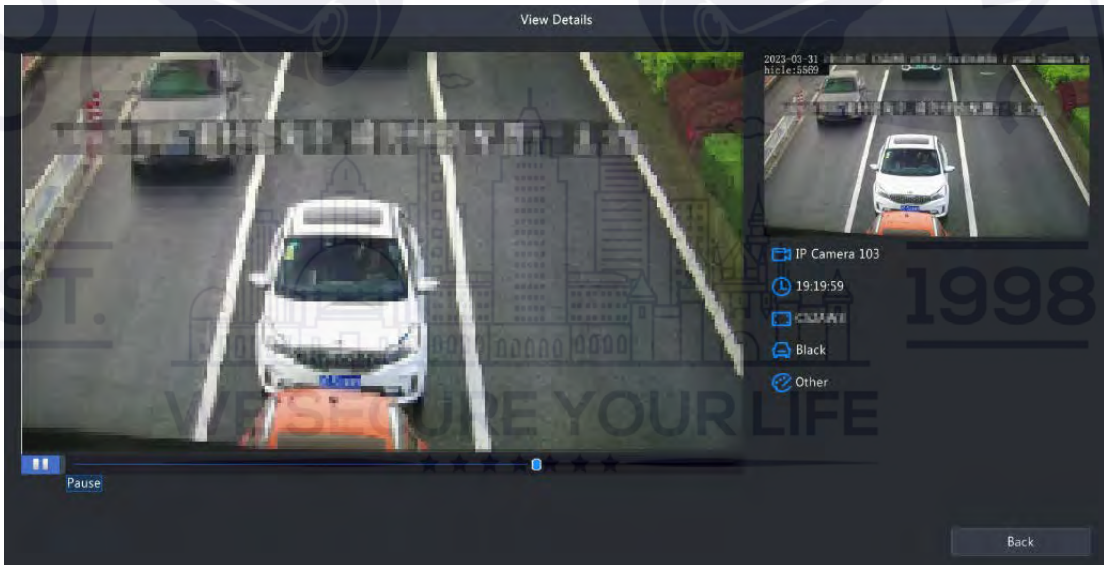 View Details
2023-03-31
hicle:5569
IP Camera 103
19:19:59
Black
Other
EST.
1998
WE SECURE YOUR LIFE
Pause
Back